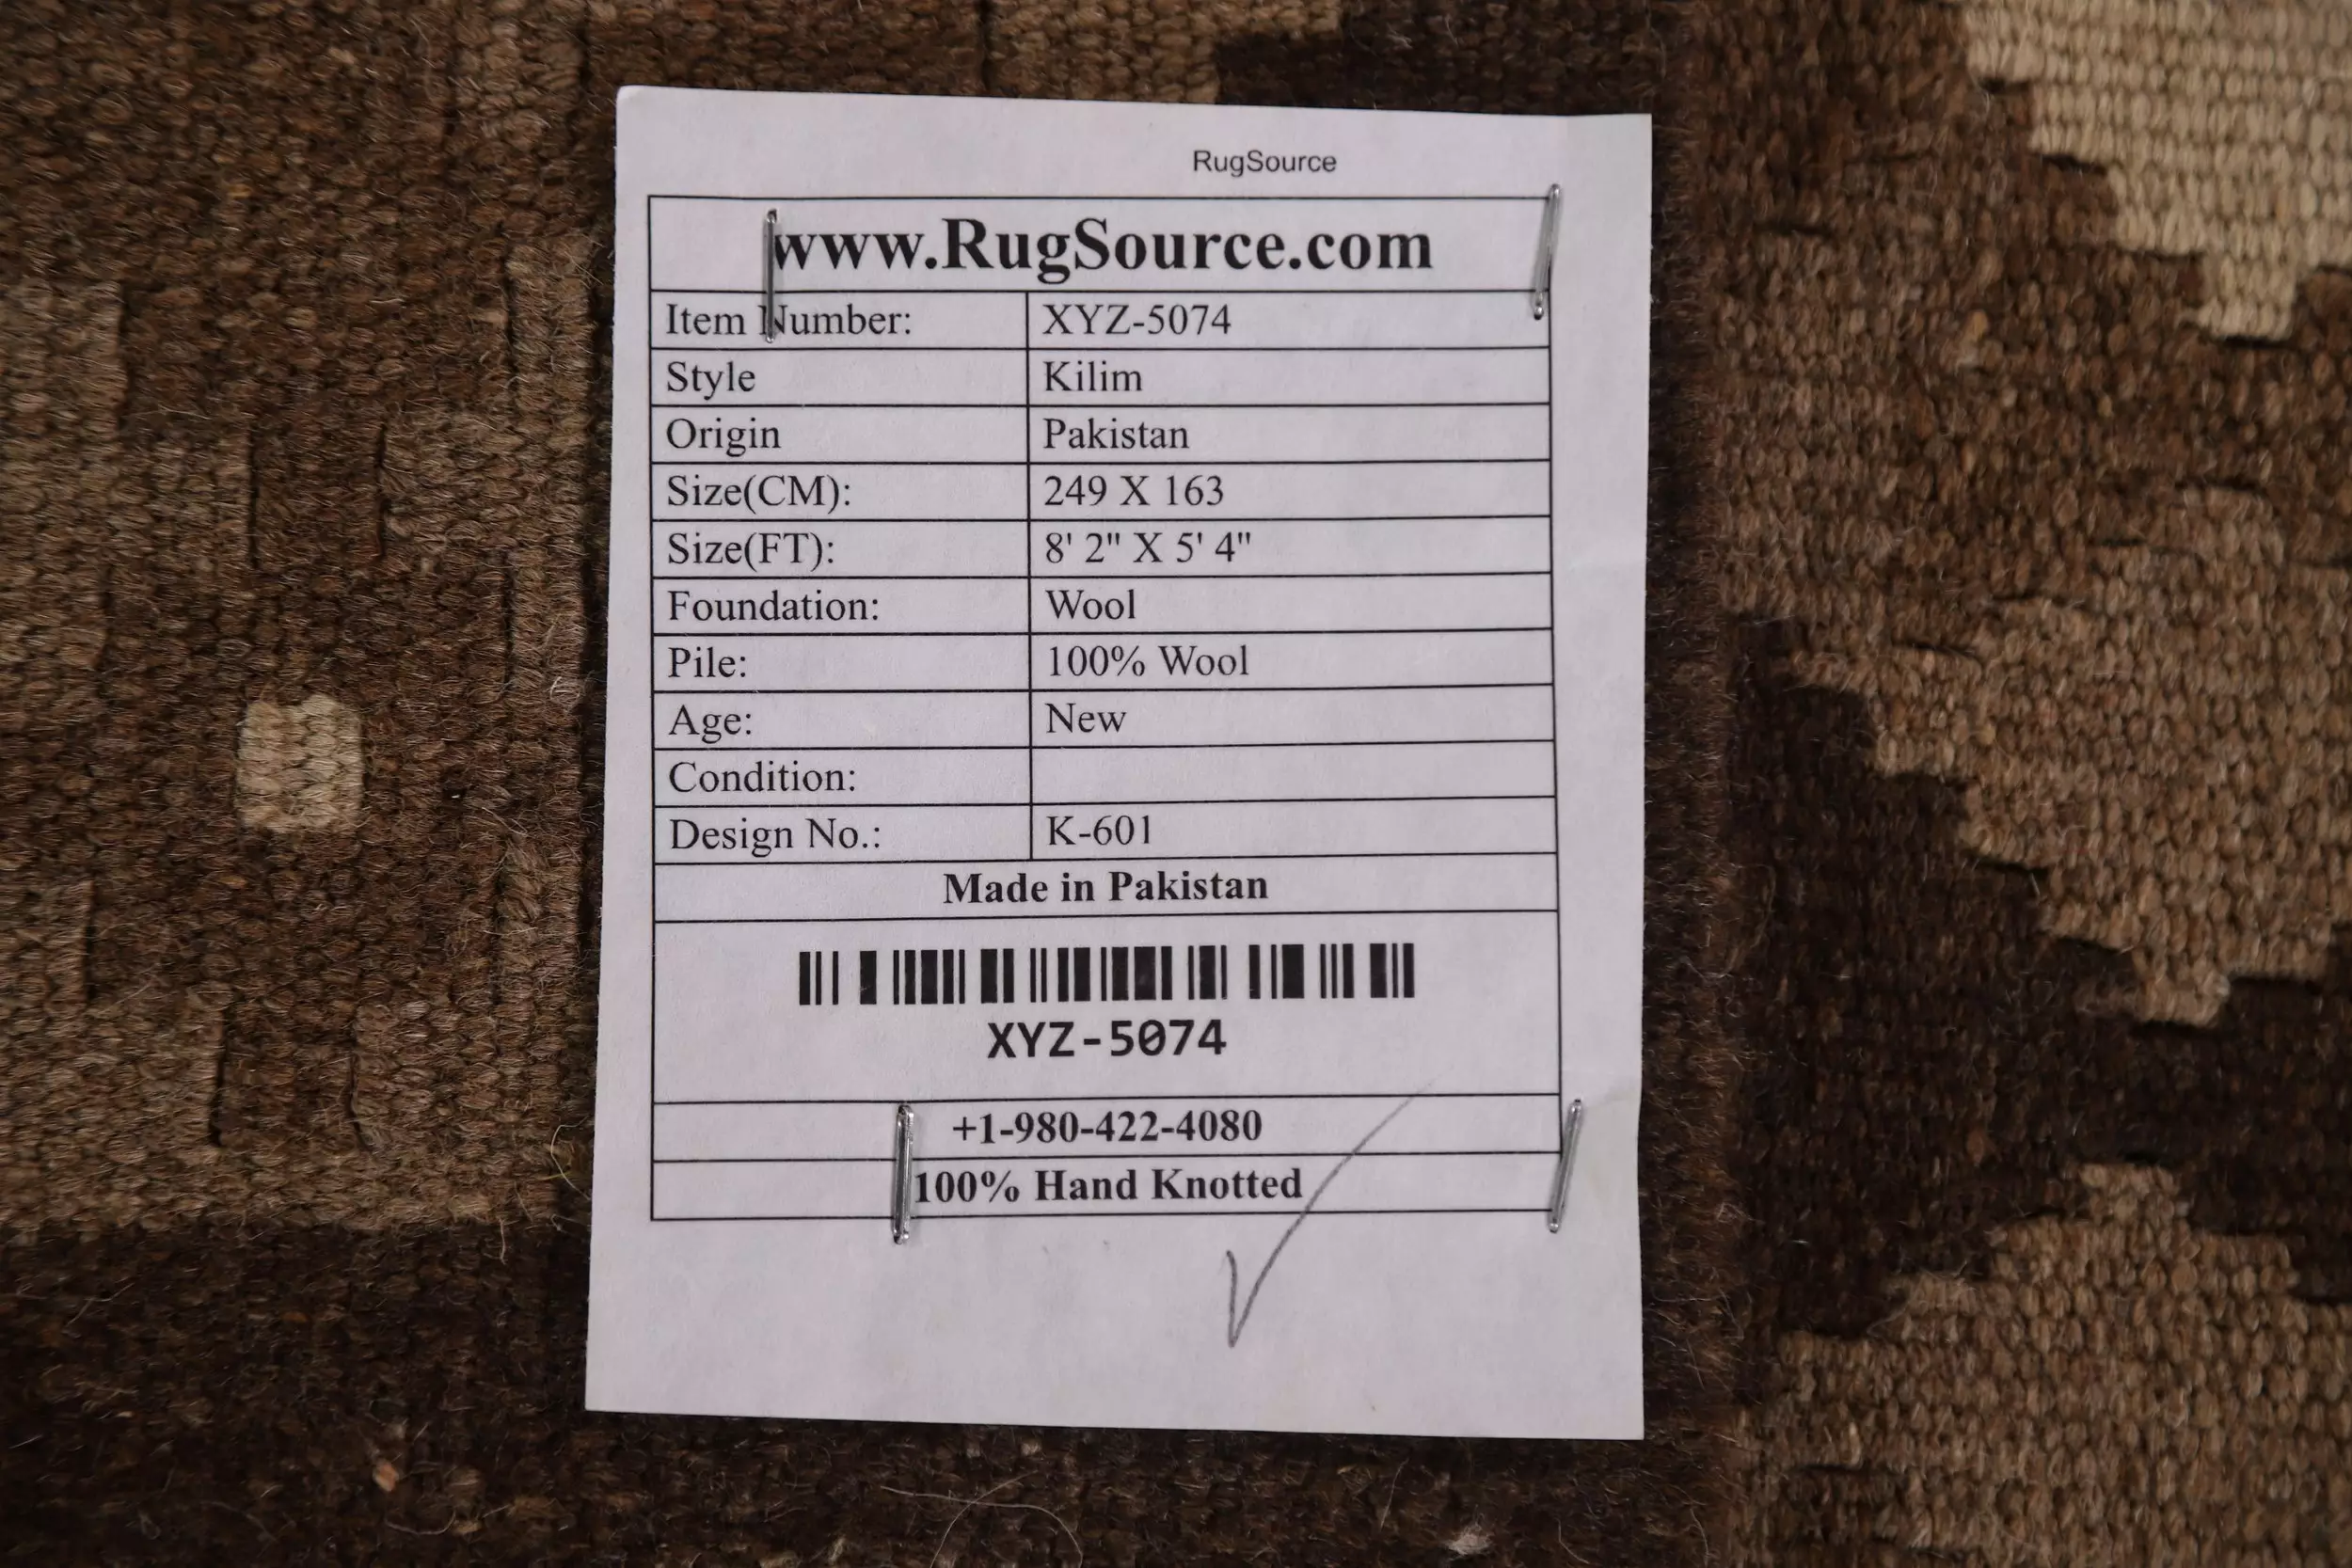 RugSource
www.RugSource.com
Item Number: XYZ-5074
Style Kilim
Origin Pakistan
Size(CM): 249 X 163
Size(FT): 8' 2" X 5' 4"
Foundation: Wool
Pile: 100% Wool
Age: New
Condition:
Design No.: K-601
Made in Pakistan
XYZ-5074
+1-980-422-4080
100% Hand Knotted